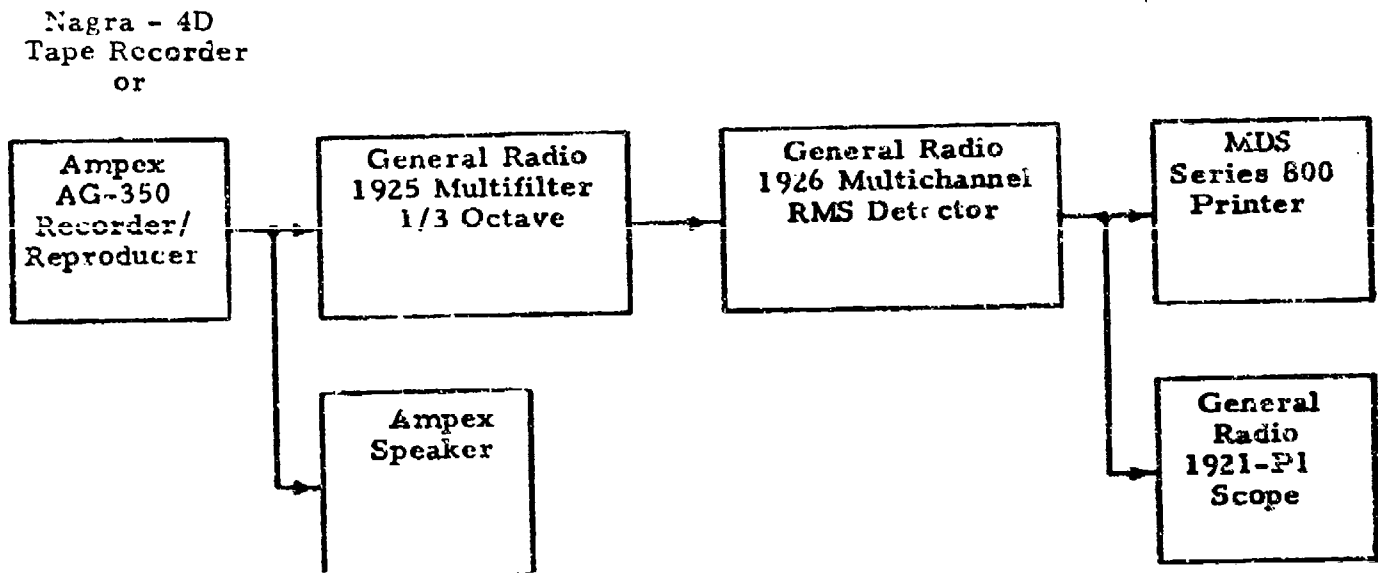 Nagra - 4D
Tape Recorder
or
Ampex
AG-350
Recorder/
Reproducer
General Radio
1925 Multifilter
1/3 Octave
General Radio
1926 Multichannel
RMS Detector
MDS
Series 800
Printer
Ampex
Speaker
General
Radio
1921-P1
Scope